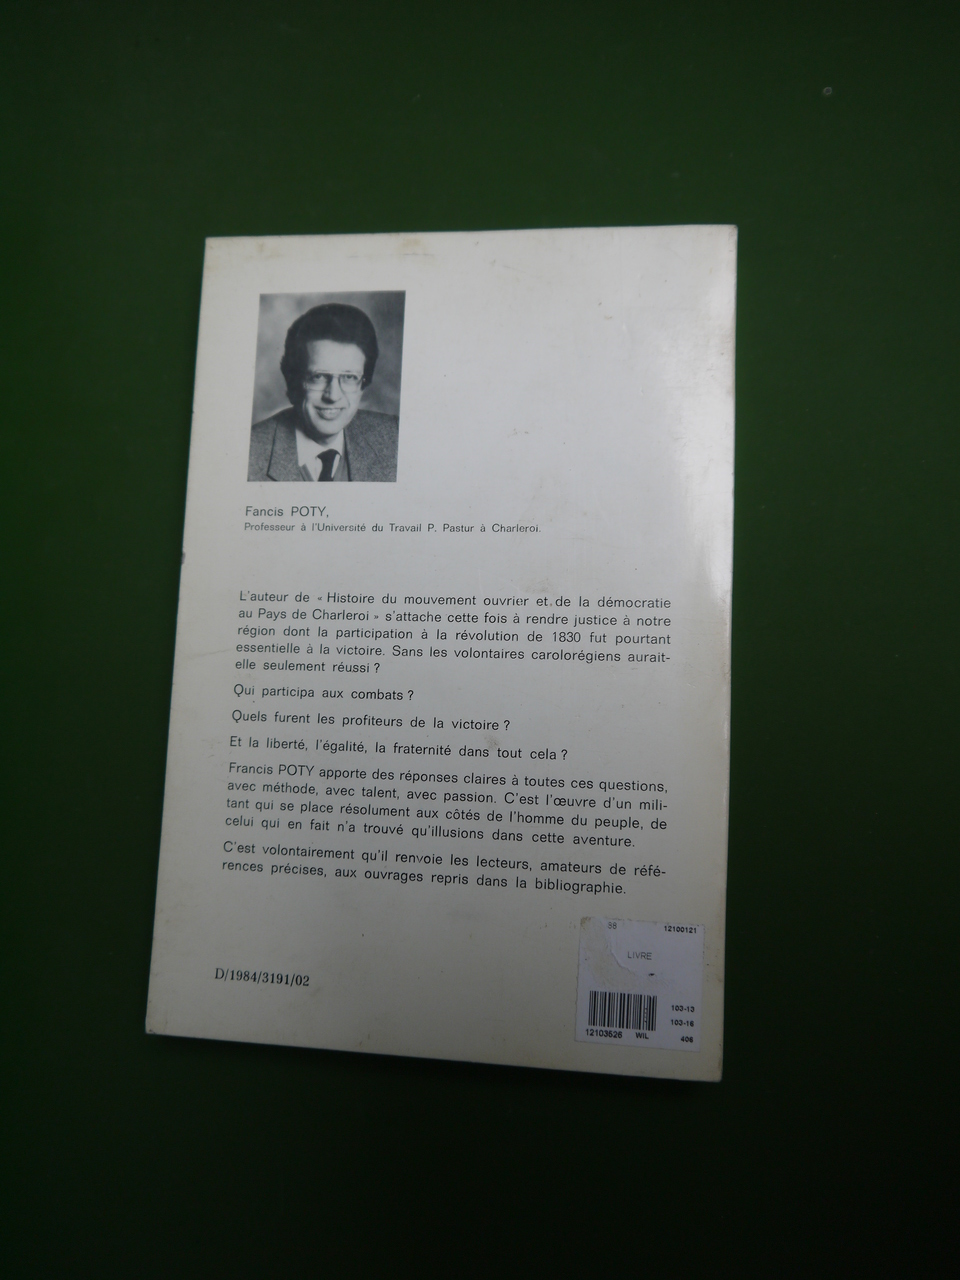 Fancis POTY,
Professeur à l'Université du Travail P. Pastur à Charleroi.
L'auteur de « Histoire du mouvement ouvrier et de la démocratie
au Pays de Charleroi » s'attache cette fois à rendre justice à notre
région dont la participation à la révolution de 1830 fut pourtant
essentielle à la victoire. Sans les volontaires carolorégiens aurait-
elle seulement réussi ?
Qui participa aux combats ?
Quels furent les profiteurs de la victoire ?
Et la liberté, l'égalité, la fraternité dans tout cela ?
Francis POTY apporte des réponses claires à toutes ces questions,
avec méthode, avec talent, avec passion. C'est l'œuvre d'un mili-
tant qui se place résolument aux côtés de l'homme du peuple, de
celui qui en fait n'a trouvé qu'illusions dans cette aventure.
C'est volontairement qu'il renvoie les lecteurs, amateurs de réfé-
rences précises, aux ouvrages repris dans la bibliographie.
D/1984/3191/02
12100121
LIVRE
103-13
103-16
12103626 WIL 406